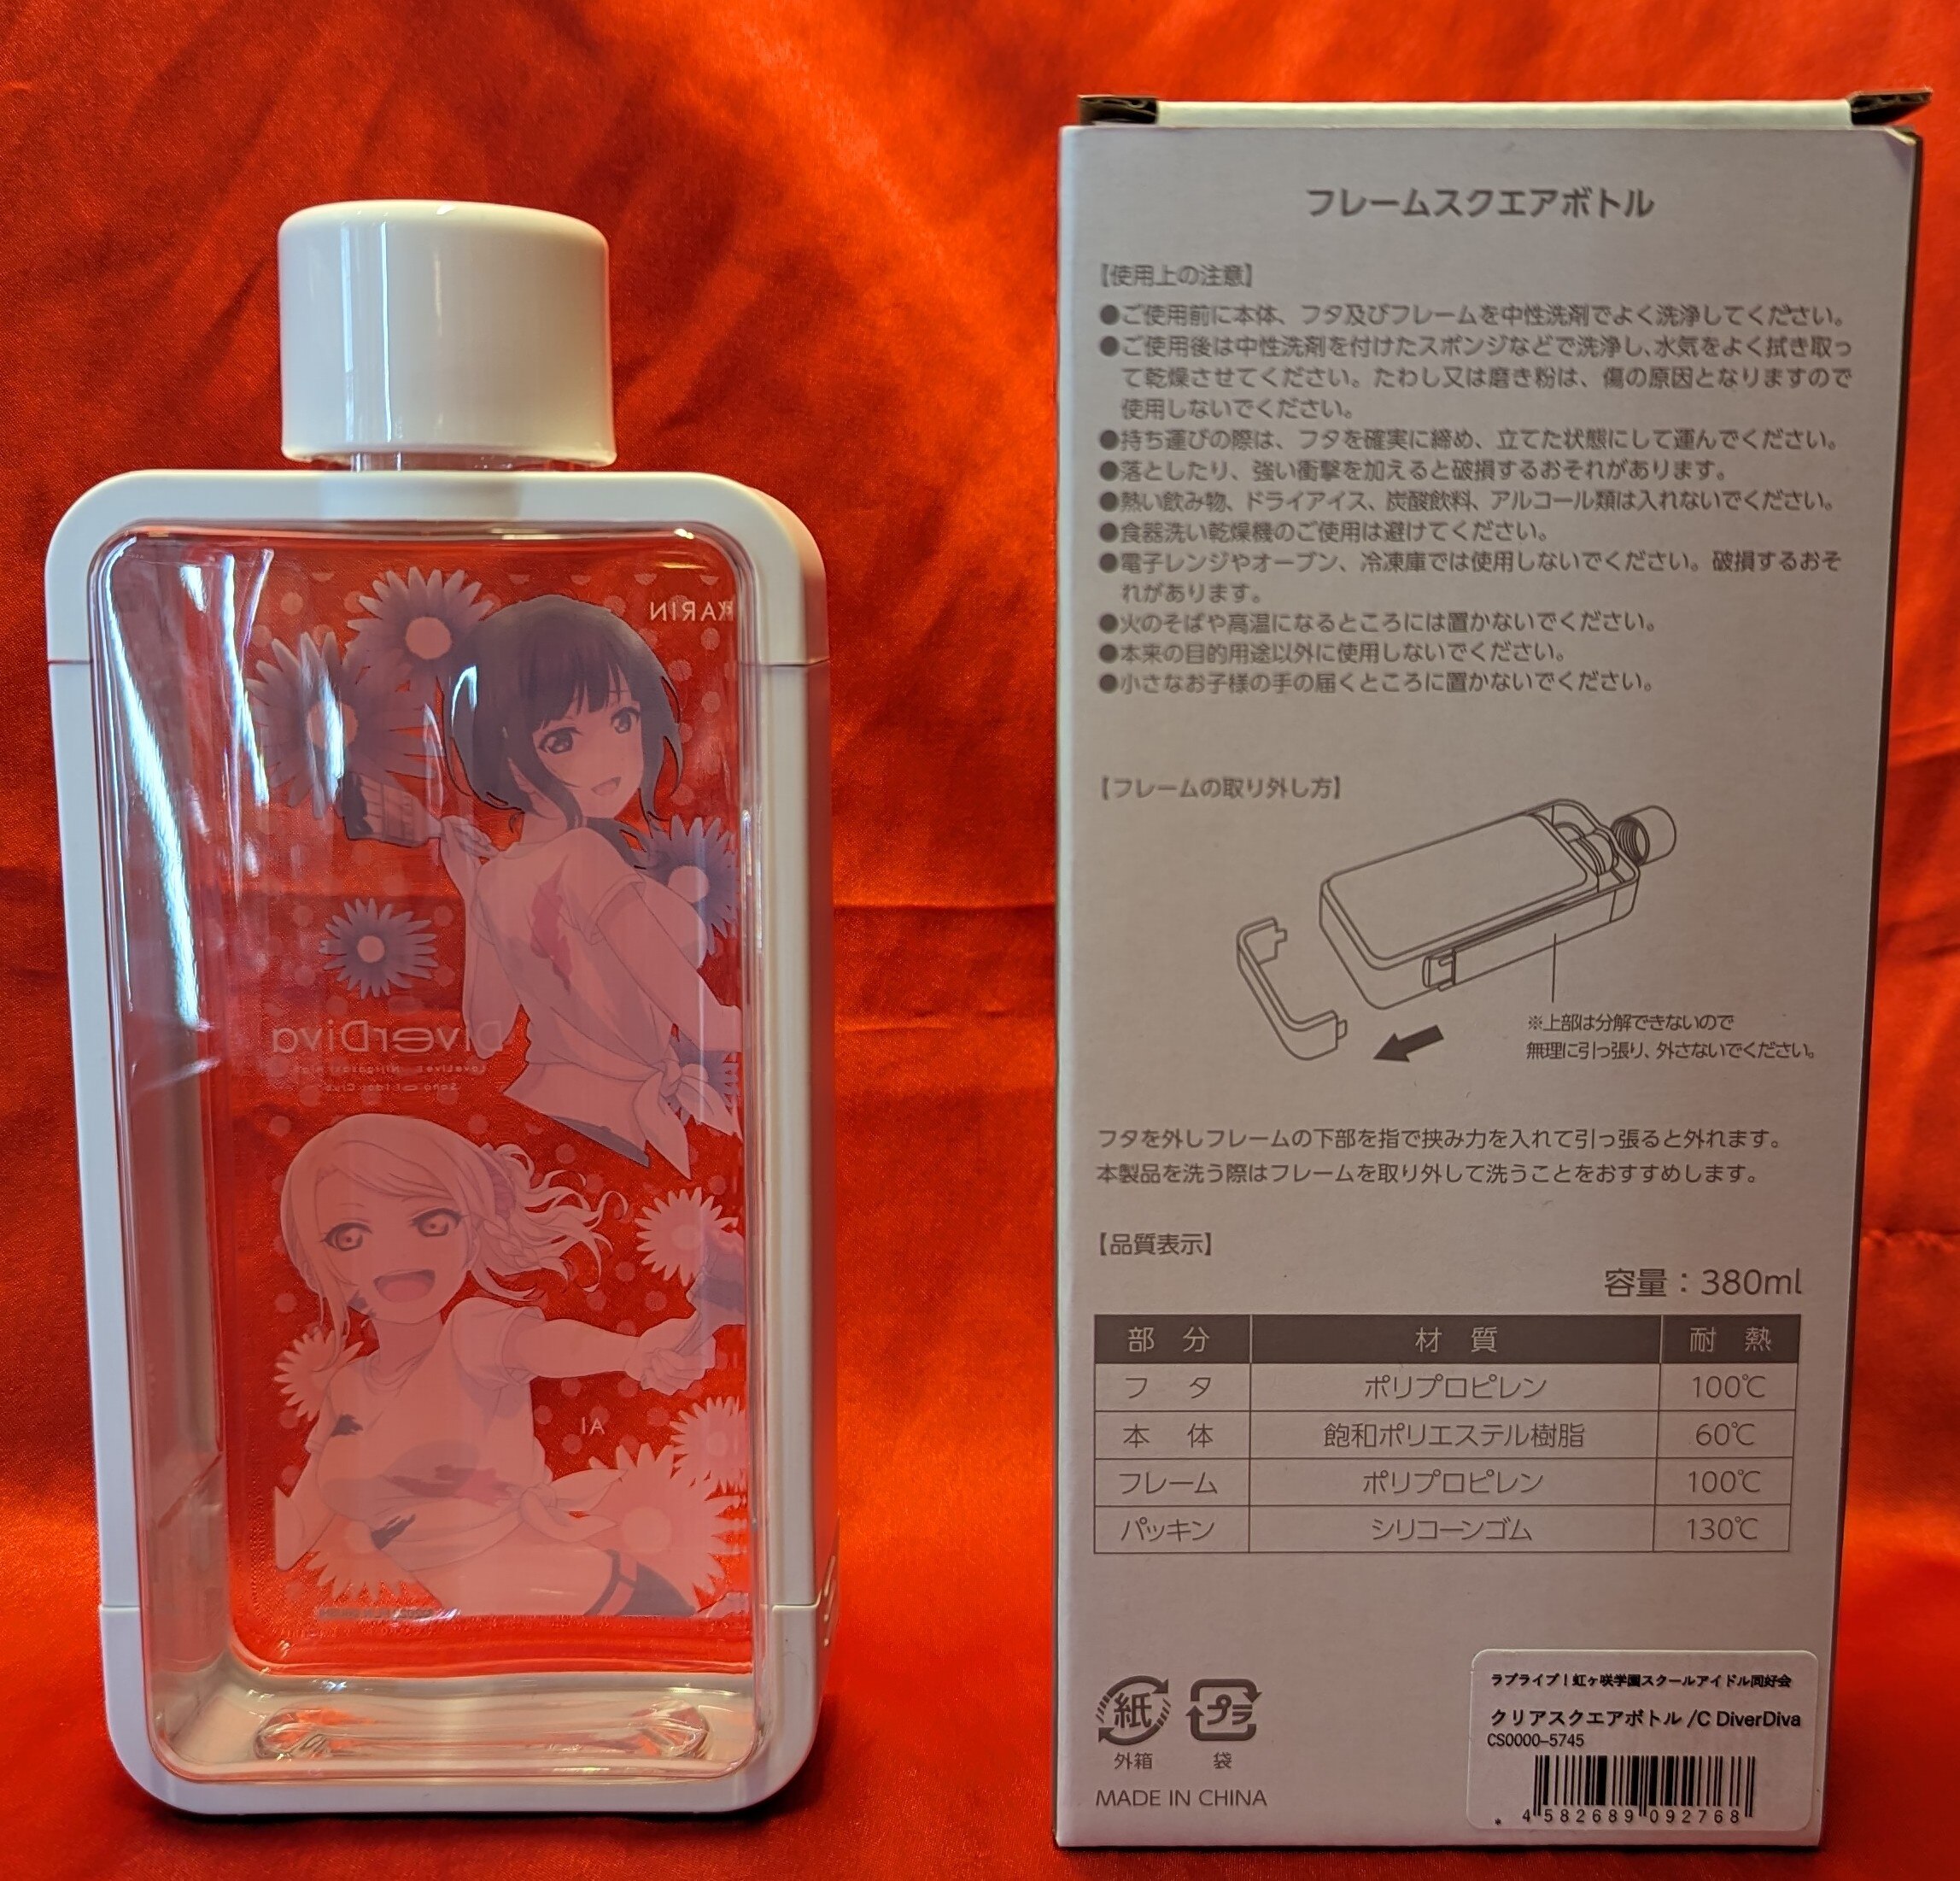 KARIN
DiverDiva
AI
フレームスクエアボトル
【使用上の注意】
●ご使用前に本体、フタ及びフレームを中性洗剤でよく洗浄してください。
●ご使用後は中性洗剤を付けたスポンジなどで洗浄し、水気をよく拭き取っ
て乾燥させてください。たわし又は磨き粉は、傷の原因となりますので
使用しないでください。
●持ち運びの際は、フタを確実に締め、立てた状態にして運んでください。
●落としたり、強い衝撃を加えると破損するおそれがあります。
●熱い飲み物、ドライアイス、炭酸飲料、アルコール類は入れないでください。
●食器洗い乾燥機のご使用は避けてください。
●電子レンジやオーブン、冷凍庫では使用しないでください。破損するおそ
れがあります。
●火のそばや高温になるところには置かないでください。
●本来の目的用途以外に使用しないでください。
●小さなお子様の手の届くところに置かないでください。
【フレームの取り外し方】
※上部は分解できないので
無理に引っ張り、外さないでください。
フタを外しフレームの下部を指で挟み力を入れて引っ張ると外れます。
本製品を洗う際はフレームを取り外して洗うことをおすすめします。
【品質表示】
容量：380ml
部 分 材 質 耐 熱
フ タ ポリプロピレン 100℃
本 体 飽和ポリエステル樹脂 60℃
フレーム ポリプロピレン 100℃
パッキン シリコーンゴム 130℃
紙 プラ
外箱 袋
MADE IN CHINA
ラブライブ！虹ヶ咲学園スクールアイドル同好会
クリアスクエアボトル /C DiverDiva
CS0000-5745
4582689092768